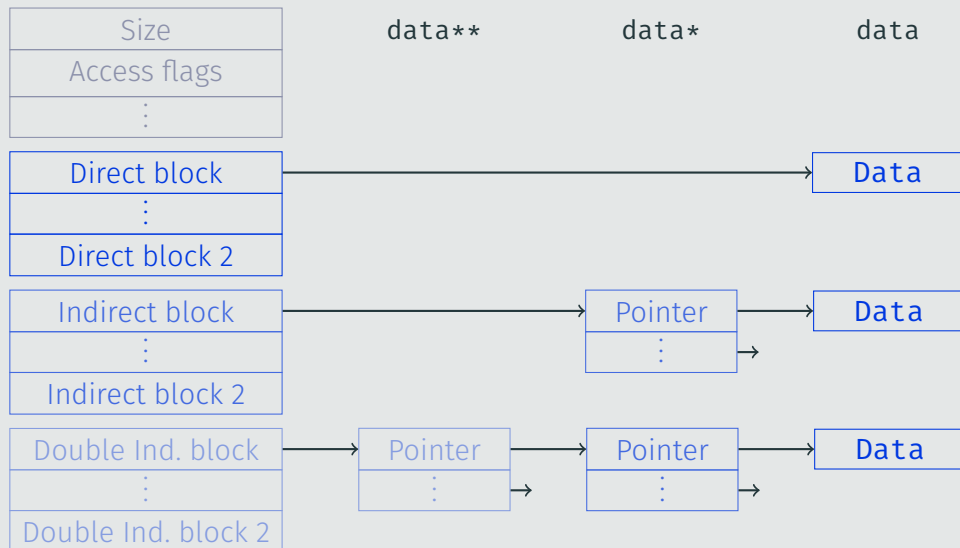 Size data** data* data
Access flags
⋮
Direct block Data
⋮
Direct block 2
Indirect block Pointer Data
⋮ ⋮
Indirect block 2
Double Ind. block Pointer Pointer Data
⋮ ⋮ ⋮
Double Ind. block 2